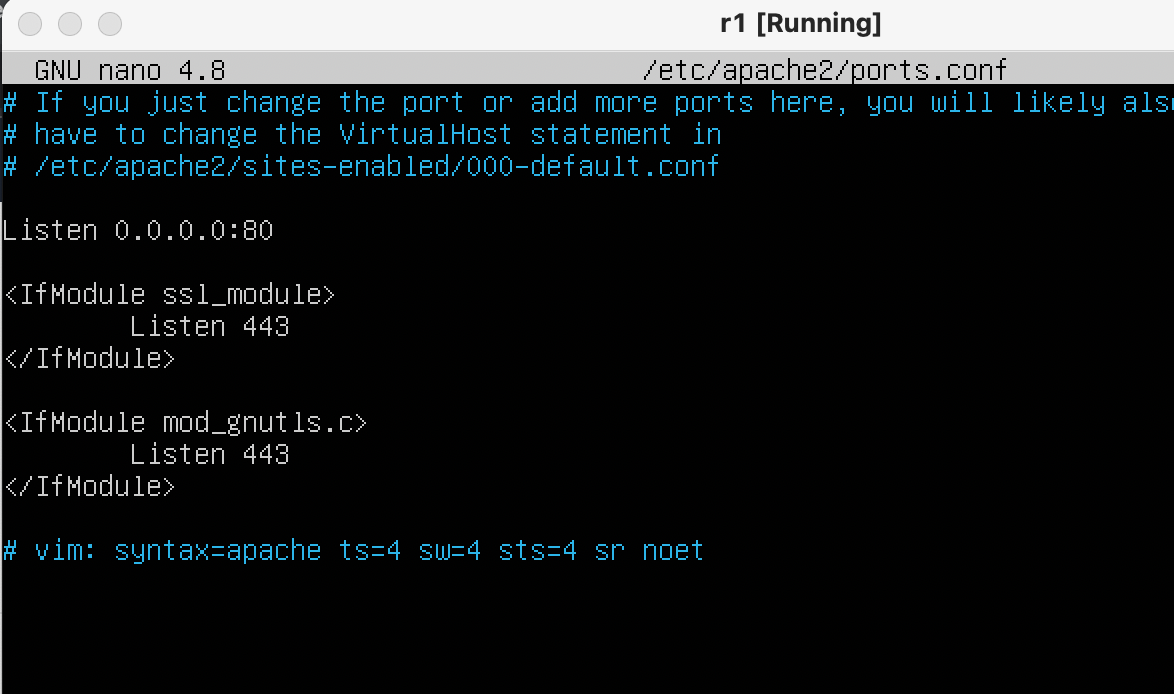 r1 [Running]
GNU nano 4.8 /etc/apache2/ports.conf
# If you just change the port or add more ports here, you will likely
# have to change the VirtualHost statement in
# /etc/apache2/sites-enabled/000-default.conf
Listen 0.0.0.0:80
<IfModule ssl_module>
Listen 443
</IfModule>
<IfModule mod_gnutls.c>
Listen 443
</IfModule>
# vim: syntax=apache ts=4 sw=4 sts=4 sr noet